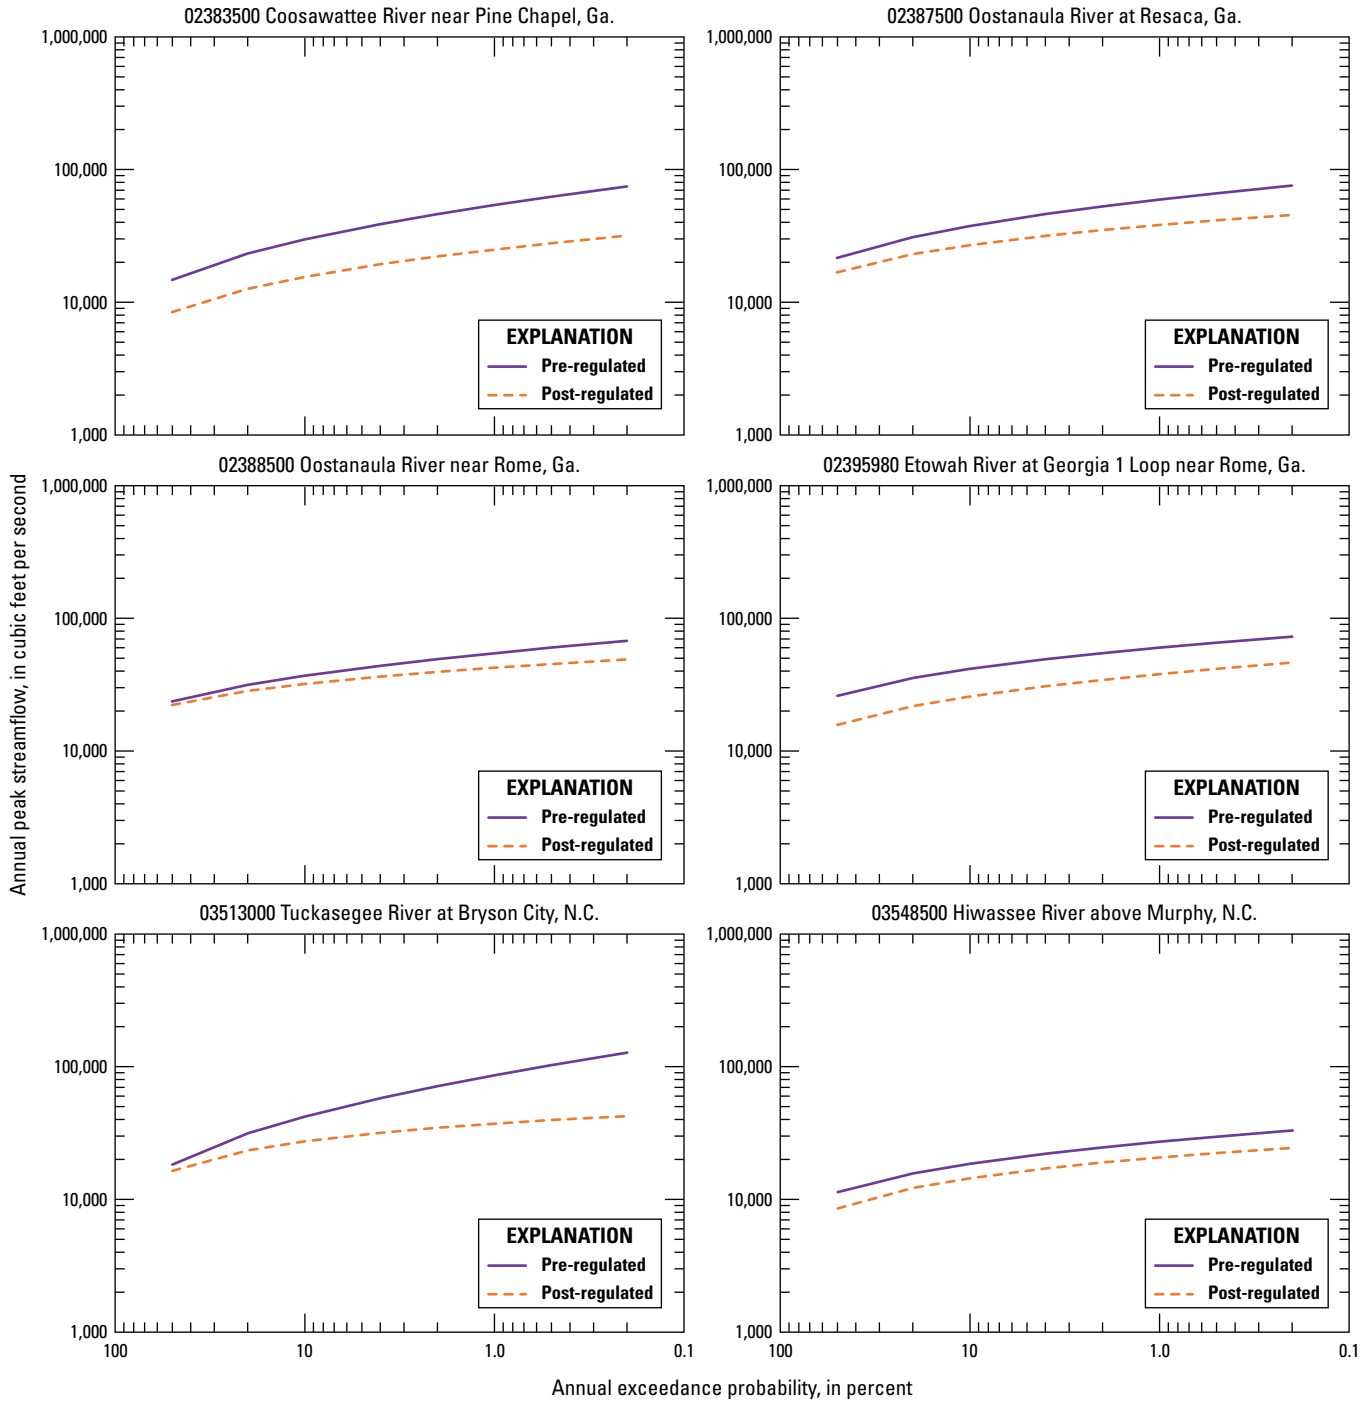 02383500 Coosawattee River near Pine Chapel, Ga.
1,000,000
100,000
10,000
1,000
EXPLANATION
Pre-regulated
Post-regulated
02387500 Oostanaula River at Resaca, Ga.
1,000,000
100,000
10,000
1,000
EXPLANATION
Pre-regulated
Post-regulated
Annual peak streamflow, in cubic feet per second
02388500 Oostanaula River near Rome, Ga.
1,000,000
100,000
10,000
1,000
EXPLANATION
Pre-regulated
Post-regulated
02395980 Etowah River at Georgia 1 Loop near Rome, Ga.
1,000,000
100,000
10,000
1,000
EXPLANATION
Pre-regulated
Post-regulated
03513000 Tuckasegee River at Bryson City, N.C.
1,000,000
100,000
10,000
1,000
EXPLANATION
Pre-regulated
Post-regulated
100 10 1.0 0.1
03548500 Hiwassee River above Murphy, N.C.
1,000,000
100,000
10,000
1,000
EXPLANATION
Pre-regulated
Post-regulated
100 10 1.0 0.1
Annual exceedance probability, in percent